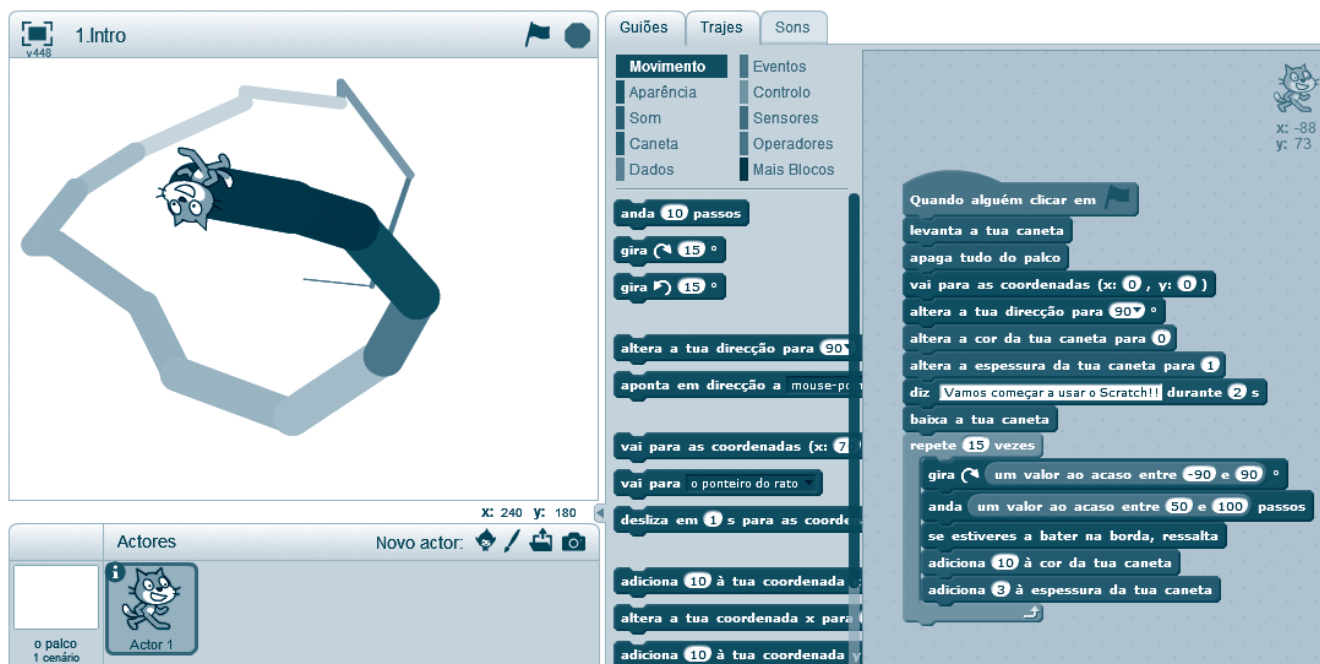 1.Intro
v448
Guiões
Trajes
Sons
Movimento
Aparência
Som
Caneta
Dados
Eventos
Controlo
Sensores
Operadores
Mais Blocos
anda 10 passos
gira 15 °
gira 15 °
altera a tua direcção para 90
aponta em direcção a mouse-po
vai para as coordenadas (x: 7
vai para o ponteiro do rato
desliza em 1 s para as coorde
adiciona 10 à tua coordenada
altera a tua coordenada x para
adiciona 10 à tua coordenada y
x: -88
y: 73
Quando alguém clicar em
levanta a tua caneta
apaga tudo do palco
vai para as coordenadas (x: 0 , y: 0 )
altera a tua direcção para 90 °
altera a cor da tua caneta para 0
altera a espessura da tua caneta para 1
diz Vamos começar a usar o Scratch!! durante 2 s
baixa a tua caneta
repete 15 vezes
gira um valor ao acaso entre -90 e 90 °
anda um valor ao acaso entre 50 e 100 passos
se estiveres a bater na borda, ressalta
adiciona 10 à cor da tua caneta
adiciona 3 à espessura da tua caneta
x: 240 y: 180
Actores
Novo actor:
o palco
1 cenário
Actor 1